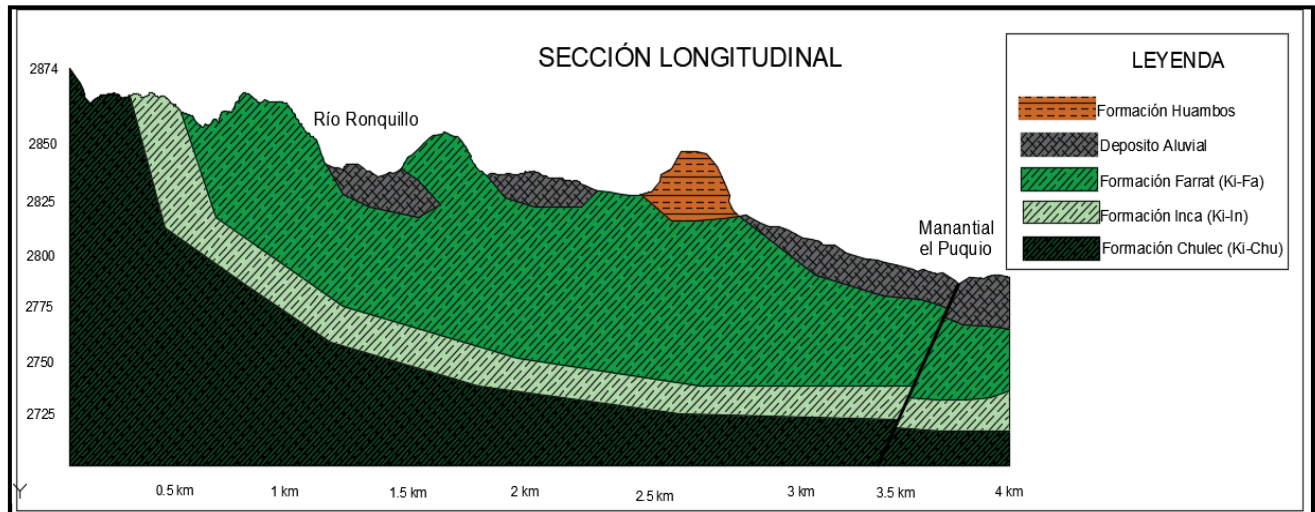 SECCIÓN LONGITUDINAL
2874
2850
2825
2800
2775
2750
2725
Río Ronquillo
Manantial
el Puquio
0.5 km
1 km
1.5 km
2 km
2.5 km
3 km
3.5 km
4 km
Y
LEYENDA
Formación Huambos
Deposito Aluvial
Formación Farrat (Ki-Fa)
Formación Inca (Ki-In)
Formación Chulec (Ki-Chu)